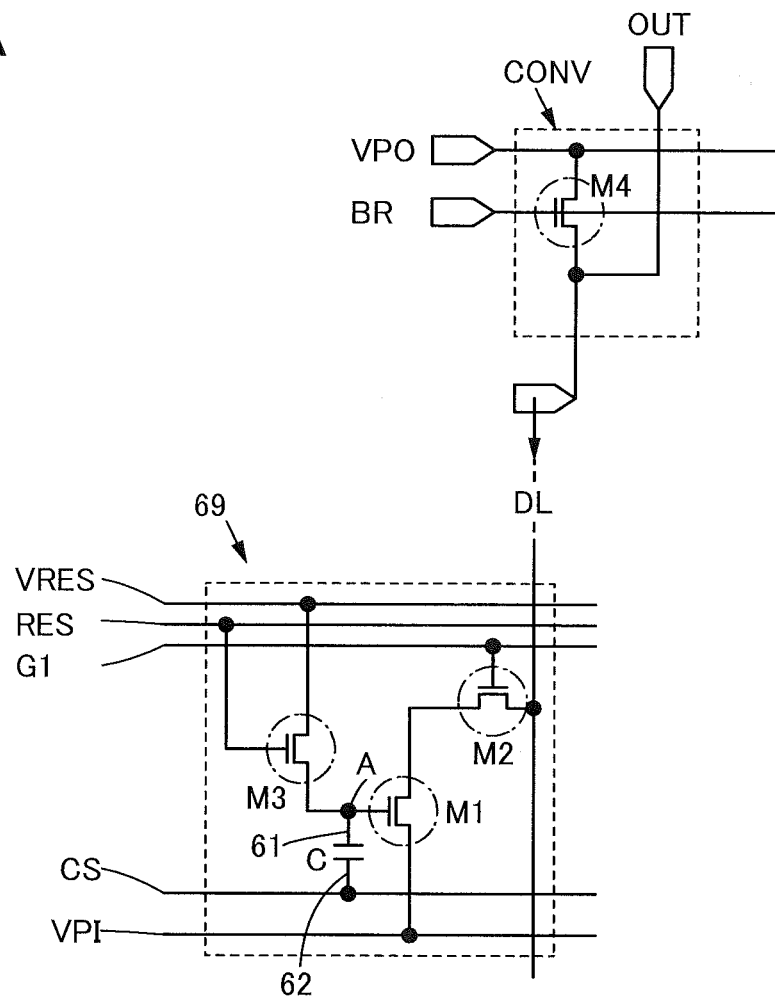 A
OUT
CONV
VPO
M4
BR
DL
69
VRES
RES
G1
M2
M3
A
M1
61
C
CS
VPI
62